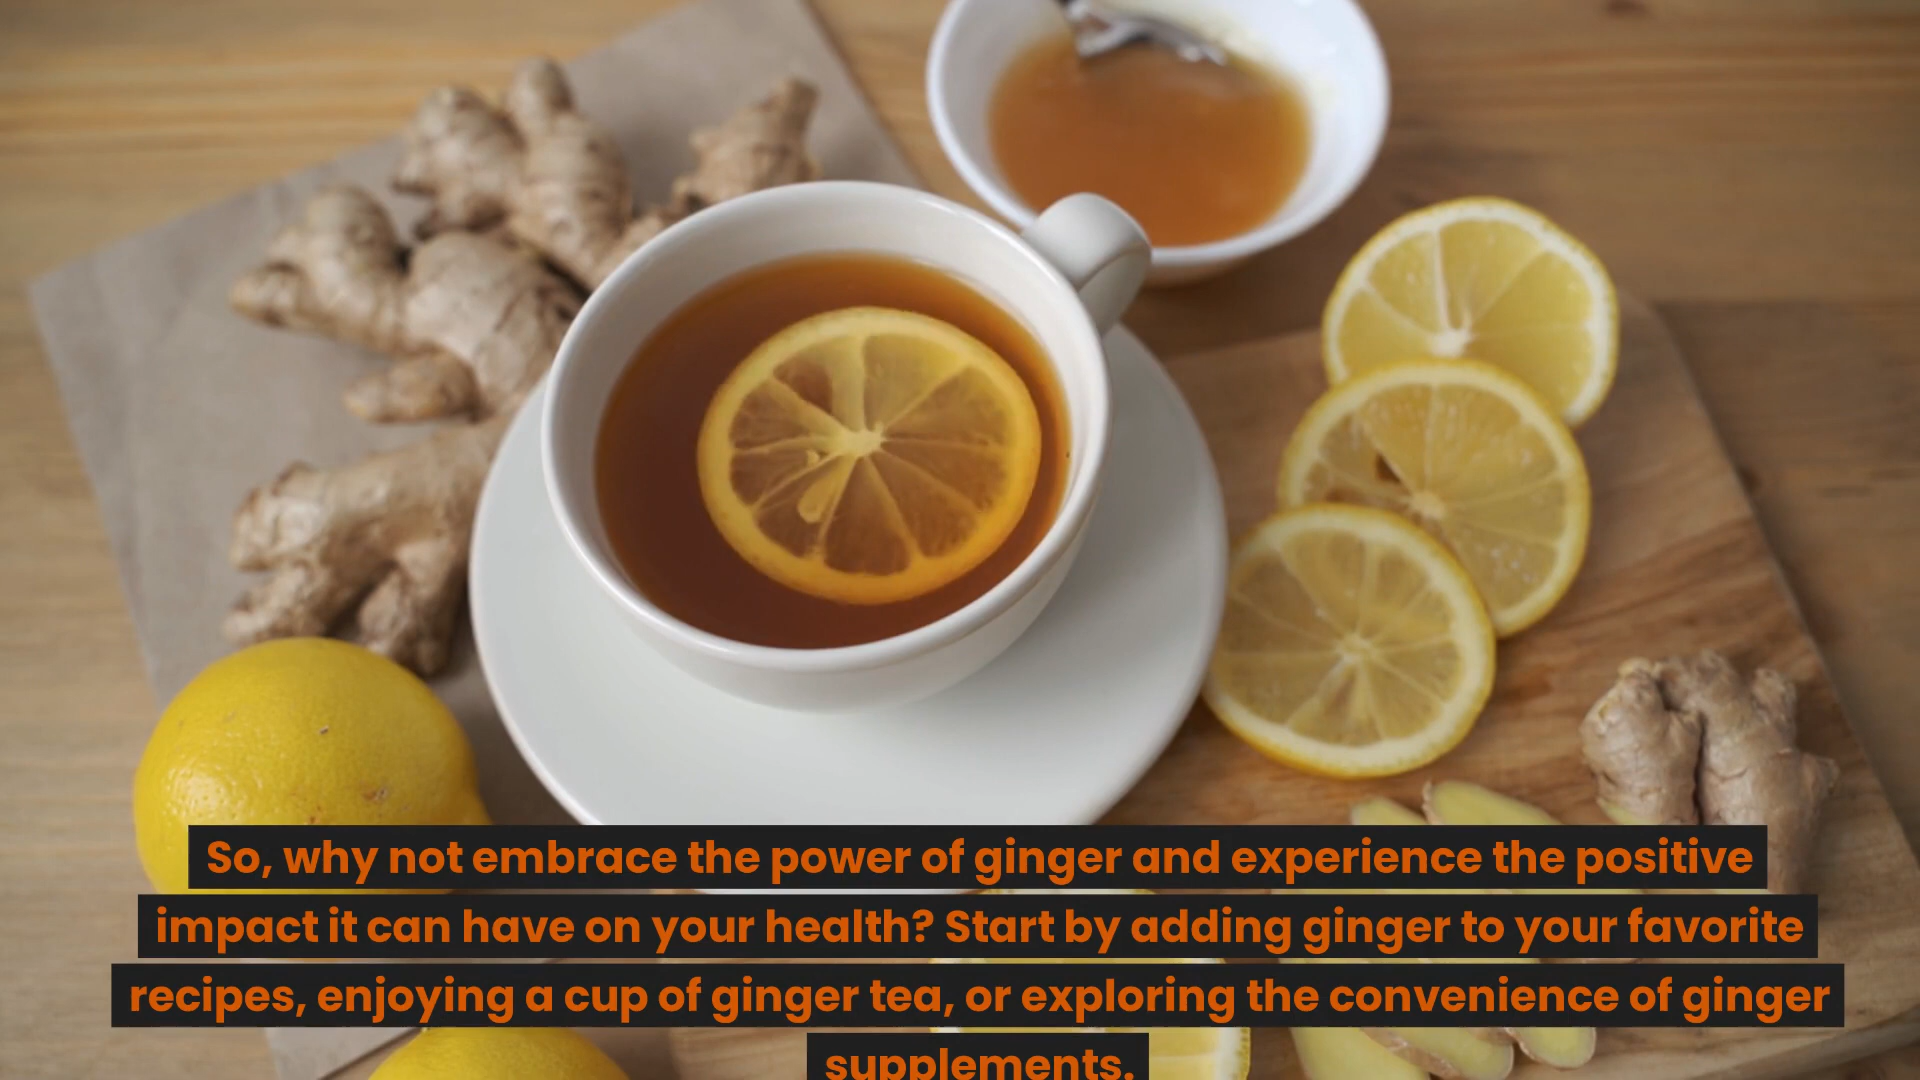 So, why not embrace the power of ginger and experience the positive
impact it can have on your health? Start by adding ginger to your favorite
recipes, enjoying a cup of ginger tea, or exploring the convenience of ginger
supplements.